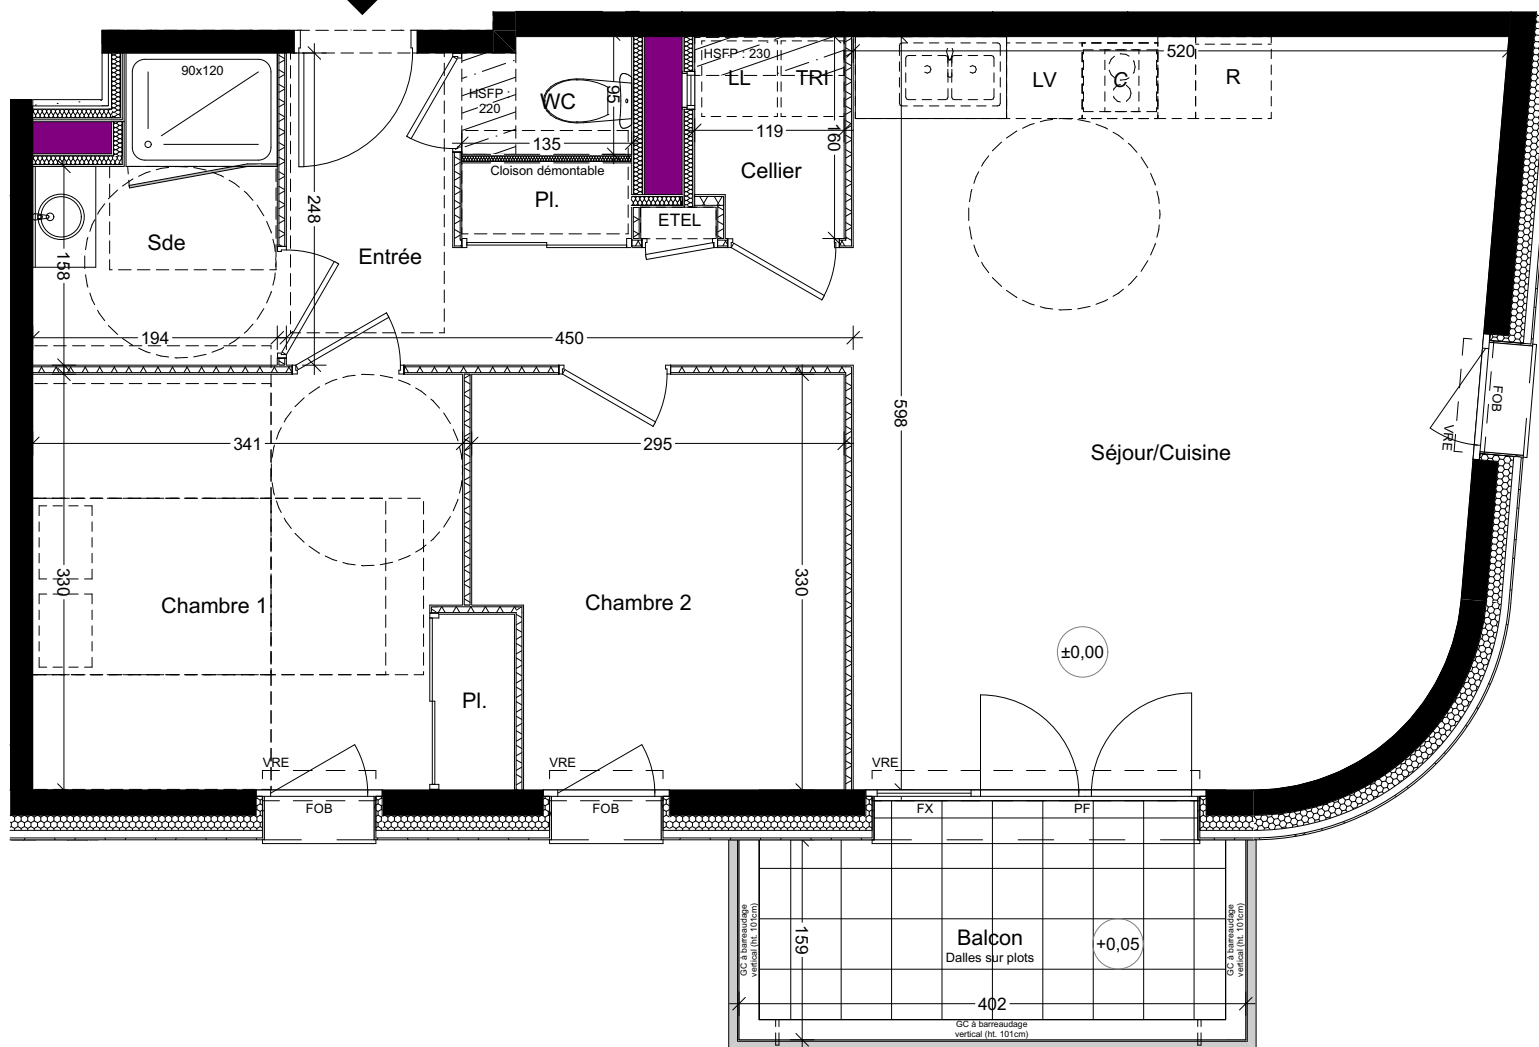 90x120
HSFP :
220
WC
95
135
Cloison démontable
Pl.
HSFP : 230
LL
TRI
119
160
Cellier
ETEL
LV
C
R
520
248
Sde
158
Entrée
194
450
598
341
295
330
330
Chambre 1
Chambre 2
Pl.
Séjour/Cuisine
FOB
VRE
±0,00
VRE
FOB
VRE
FOB
VRE
FX
PF
GC à barreaudage
vertical (ht. 101cm)
159
Balcon
Dalles sur plots
+0,05
GC à barreaudage
vertical (ht. 101cm)
402
GC à barreaudage
vertical (ht. 101cm)